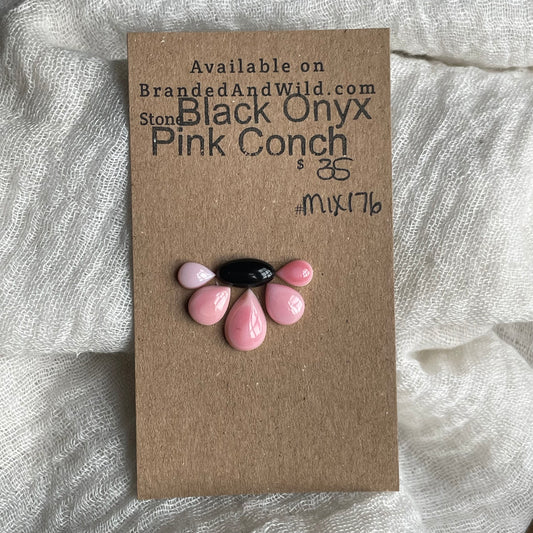 Available on
BrandedAndWild.com
Stone Black Onyx
Pink Conch
$ 35
#MIX176